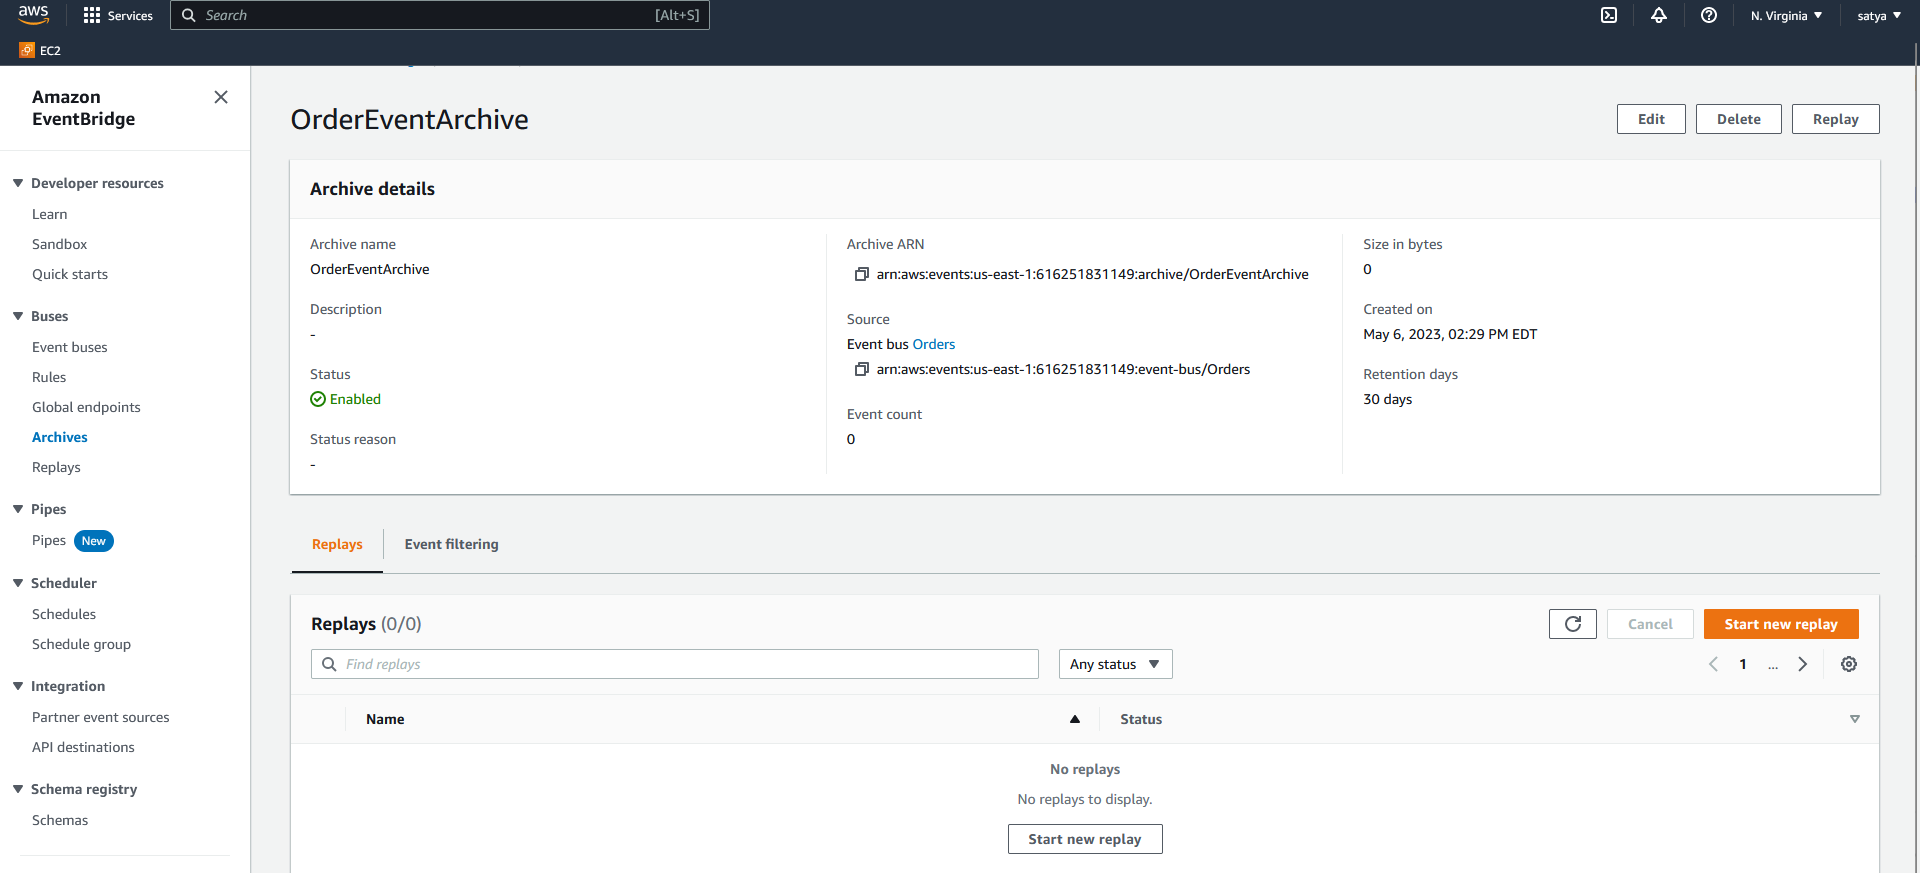 aws
Services
Search
[Alt+S]
N. Virginia
satya
EC2
Amazon
EventBridge
Developer resources
Learn
Sandbox
Quick starts
Buses
Event buses
Rules
Global endpoints
Archives
Replays
Pipes
Pipes New
Scheduler
Schedules
Schedule group
Integration
Partner event sources
API destinations
Schema registry
Schemas
OrderEventArchive
Edit
Delete
Replay
Archive details
Archive name
OrderEventArchive
Description
-
Status
Enabled
Status reason
-
Archive ARN
arn:aws:events:us-east-1:616251831149:archive/OrderEventArchive
Source
Event bus Orders
arn:aws:events:us-east-1:616251831149:event-bus/Orders
Event count
0
Size in bytes
0
Created on
May 6, 2023, 02:29 PM EDT
Retention days
30 days
Replays
Event filtering
Replays (0/0)
Cancel
Start new replay
Find replays
Any status
1
...
Name
Status
No replays
No replays to display.
Start new replay